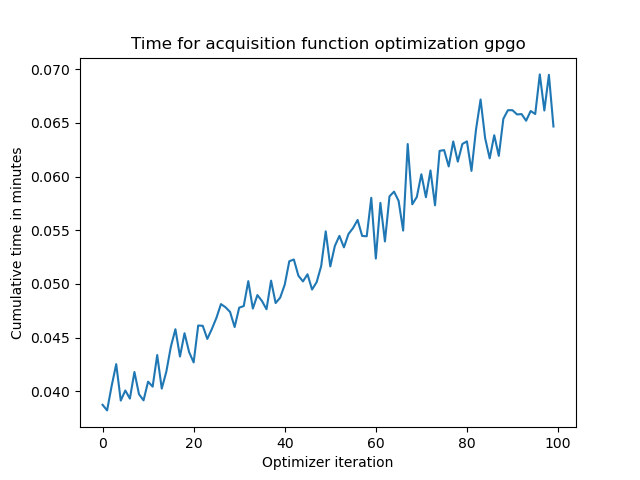 Time for acquisition function optimization gpgo
0.070
0.065
0.060
0.055
0.050
0.045
0.040
Cumulative time in minutes
0 20 40 60 80 100
Optimizer iteration